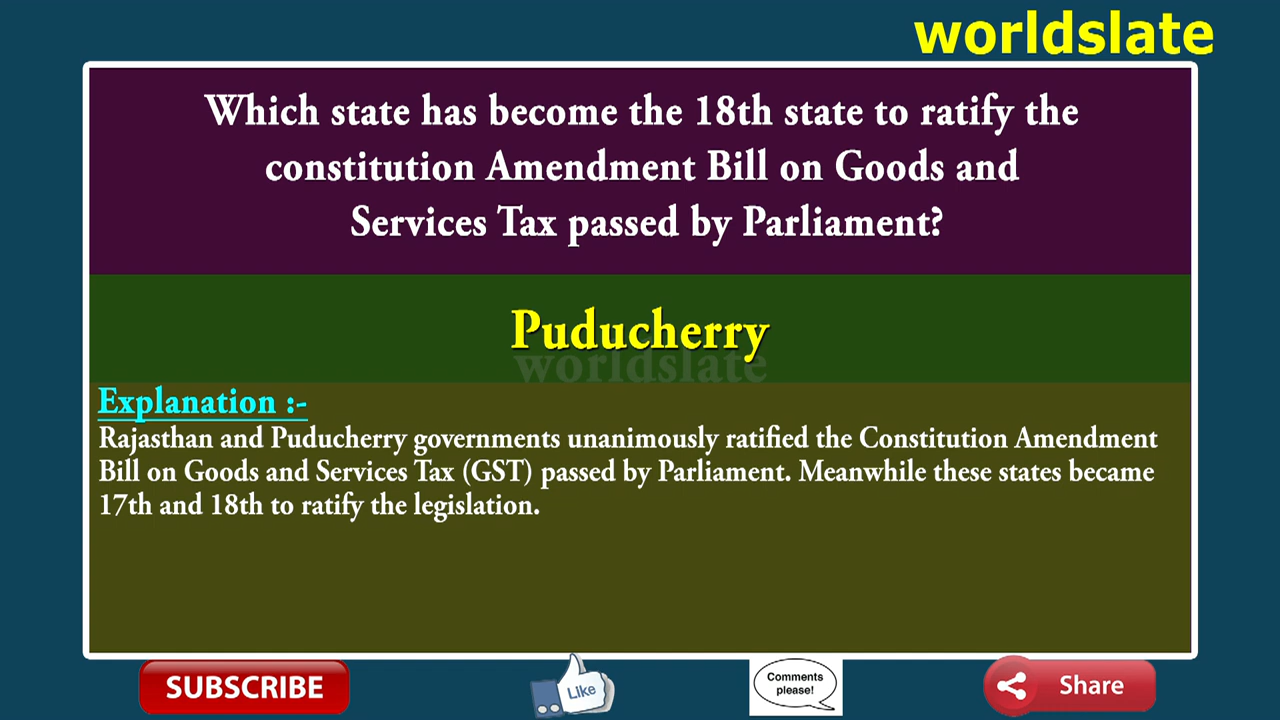 worldslate
Which state has become the 18th state to ratify the
constitution Amendment Bill on Goods and
Services Tax passed by Parliament?
Puducherry
worldslate
Explanation :-
Rajasthan and Puducherry governments unanimously ratified the Constitution Amendment
Bill on Goods and Services Tax (GST) passed by Parliament. Meanwhile these states became
17th and 18th to ratify the legislation.
SUBSCRIBE
Like
Comments
please!
Share